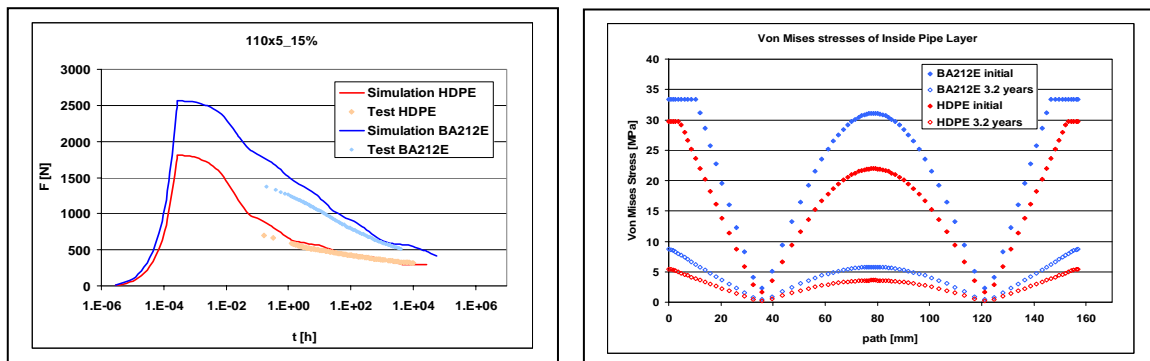 110x5_15%
3000
2500
2000
1500
1000
500
0
F [N]
Simulation HDPE
Test HDPE
Simulation BA212E
Test BA212E
1.E-06 1.E-04 1.E-02 1.E+00 1.E+02 1.E+04 1.E+06
t [h]
Von Mises stresses of Inside Pipe Layer
40
35
30
25
20
15
10
5
0
Von Mises Stress [MPa]
BA212E initial
BA212E 3.2 years
HDPE initial
HDPE 3.2 years
0 20 40 60 80 100 120 140 160 180
path [mm]